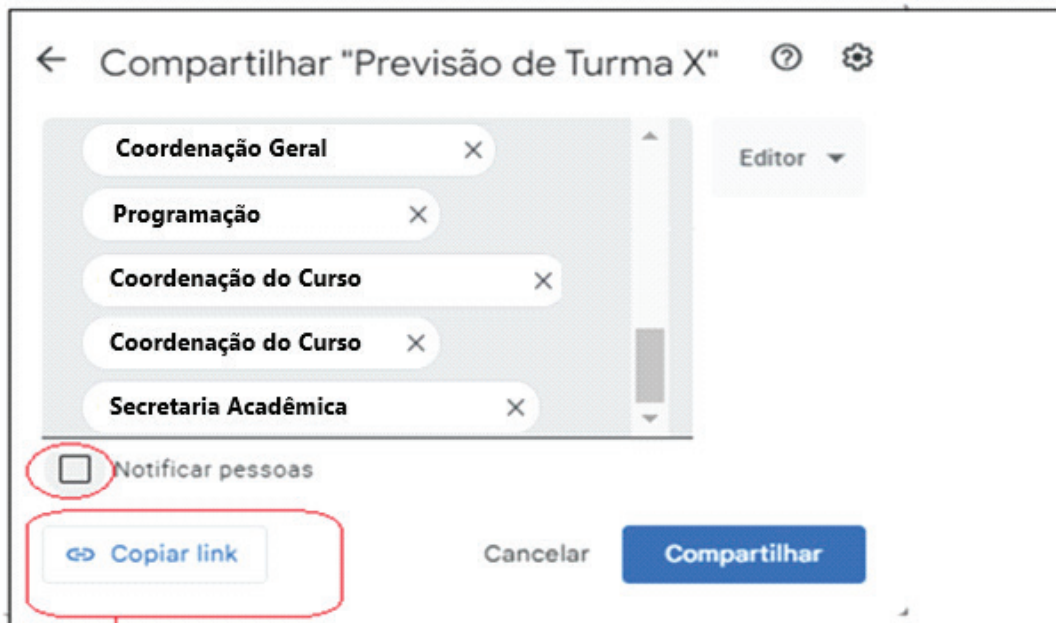 Compartilhar "Previsão de Turma X"
Coordenação Geral
Editor
Programação
Coordenação do Curso
Coordenação do Curso
Secretaria Acadêmica
Notificar pessoas
Copiar link
Cancelar
Compartilhar